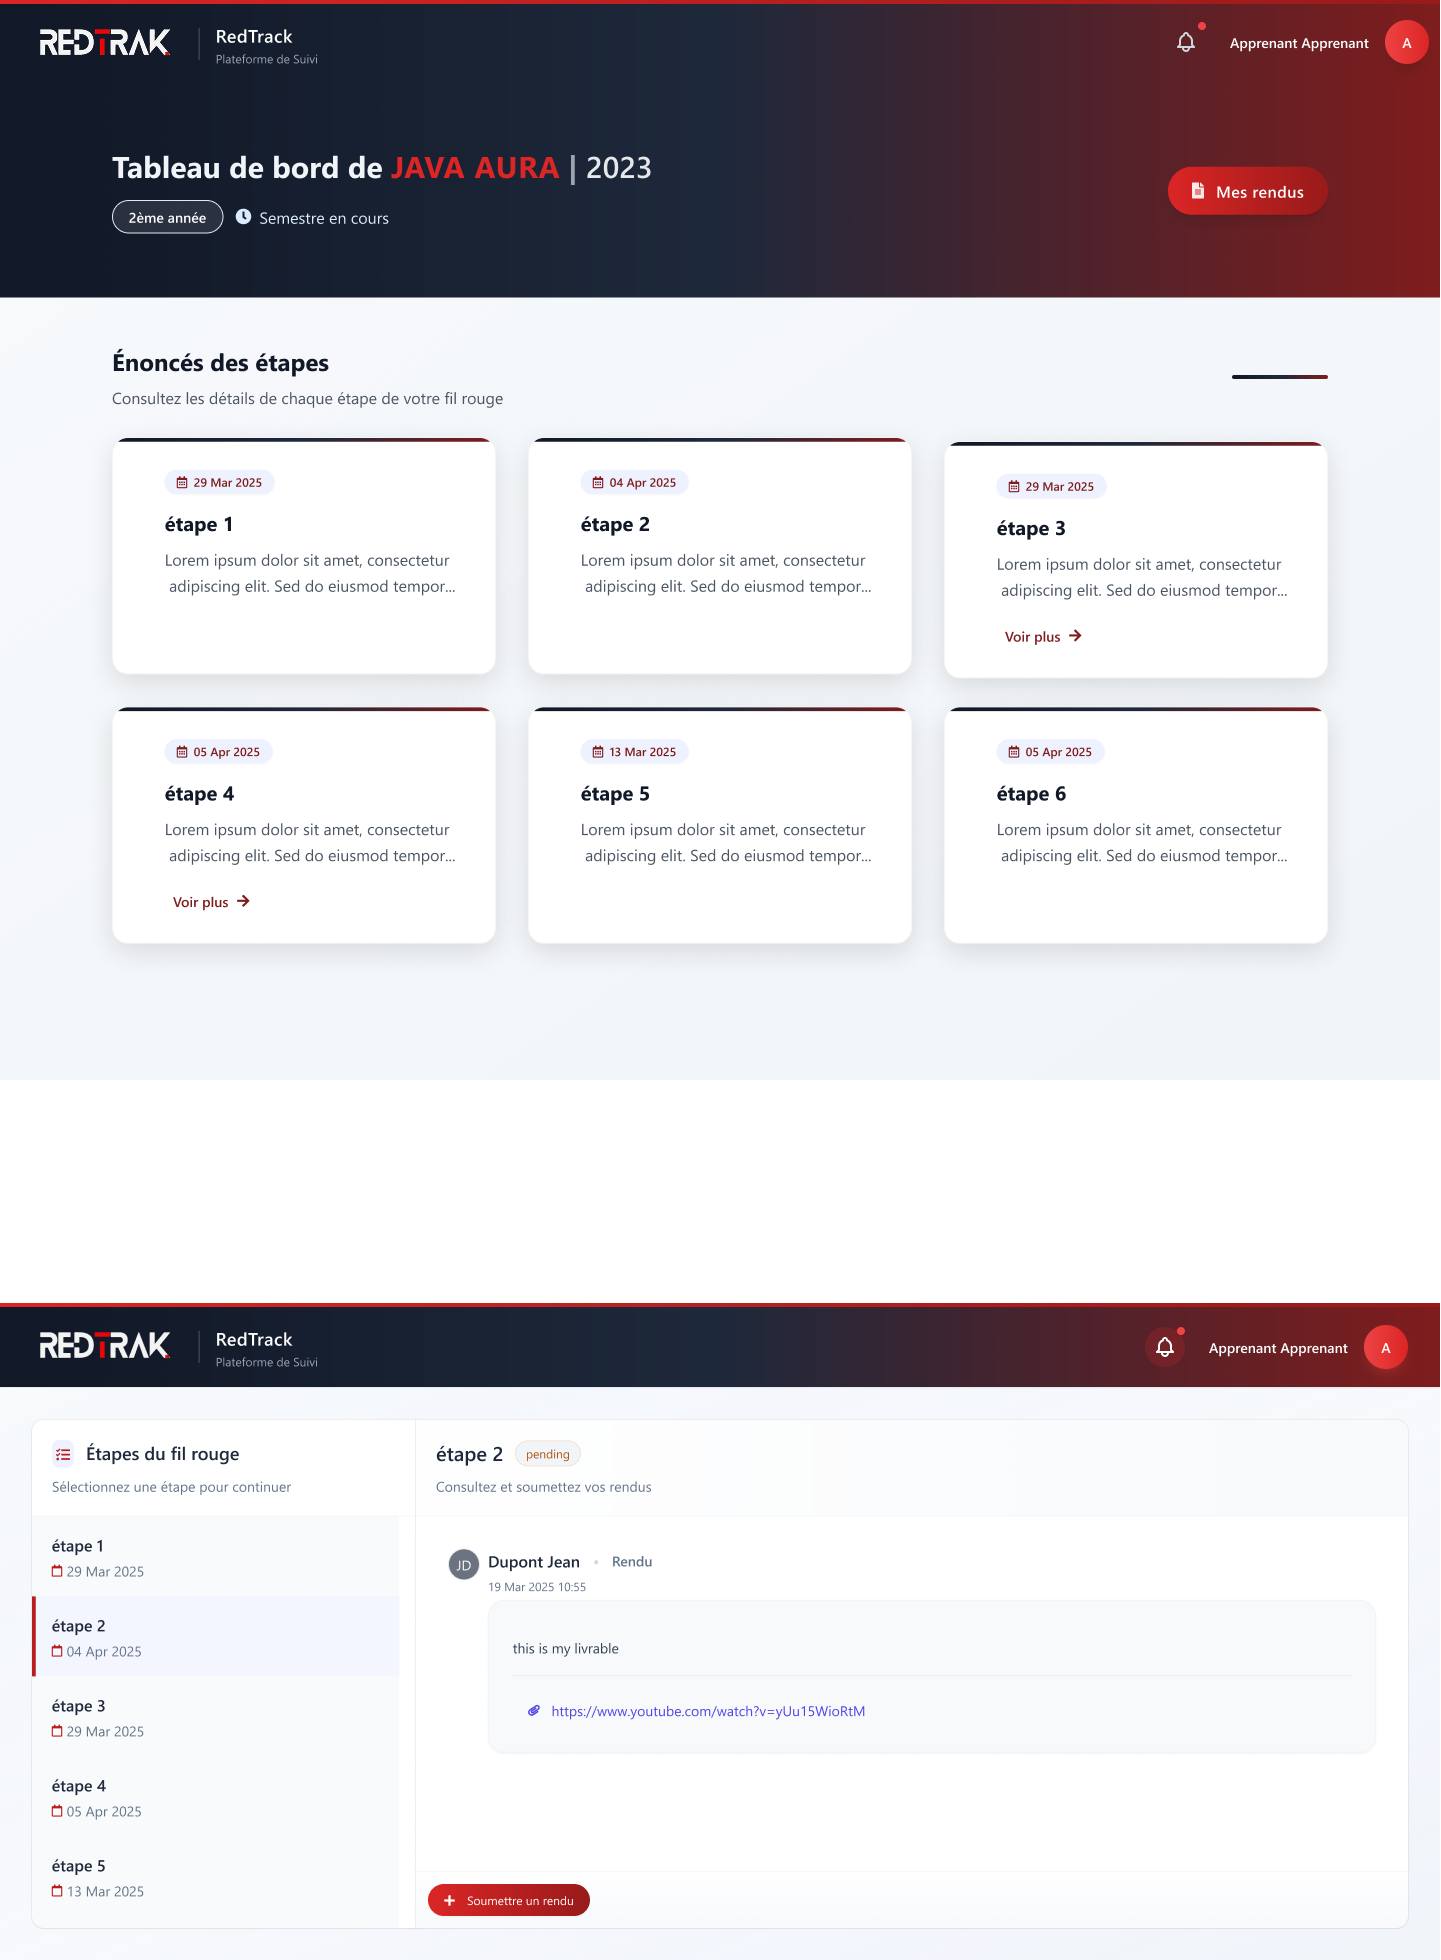 REDTRAK
RedTrack
Plateforme de Suivi
Apprenant Apprenant
A
Tableau de bord de JAVA AURA | 2023
2ème année
Semestre en cours
Mes rendus
Énoncés des étapes
Consultez les détails de chaque étape de votre fil rouge
29 Mar 2025
étape 1
Lorem ipsum dolor sit amet, consectetur
adipiscing elit. Sed do eiusmod tempor...
04 Apr 2025
étape 2
Lorem ipsum dolor sit amet, consectetur
adipiscing elit. Sed do eiusmod tempor...
29 Mar 2025
étape 3
Lorem ipsum dolor sit amet, consectetur
adipiscing elit. Sed do eiusmod tempor...
Voir plus
05 Apr 2025
étape 4
Lorem ipsum dolor sit amet, consectetur
adipiscing elit. Sed do eiusmod tempor...
Voir plus
13 Mar 2025
étape 5
Lorem ipsum dolor sit amet, consectetur
adipiscing elit. Sed do eiusmod tempor...
05 Apr 2025
étape 6
Lorem ipsum dolor sit amet, consectetur
adipiscing elit. Sed do eiusmod tempor...
REDTRAK
RedTrack
Plateforme de Suivi
Apprenant Apprenant
A
Étapes du fil rouge
Sélectionnez une étape pour continuer
étape 1
29 Mar 2025
étape 2
04 Apr 2025
étape 3
29 Mar 2025
étape 4
05 Apr 2025
étape 5
13 Mar 2025
étape 2 pending
Consultez et soumettez vos rendus
JD
Dupont Jean • Rendu
19 Mar 2025 10:55
this is my livrable
https://www.youtube.com/watch?v=yUu15WioRtM
Soumettre un rendu